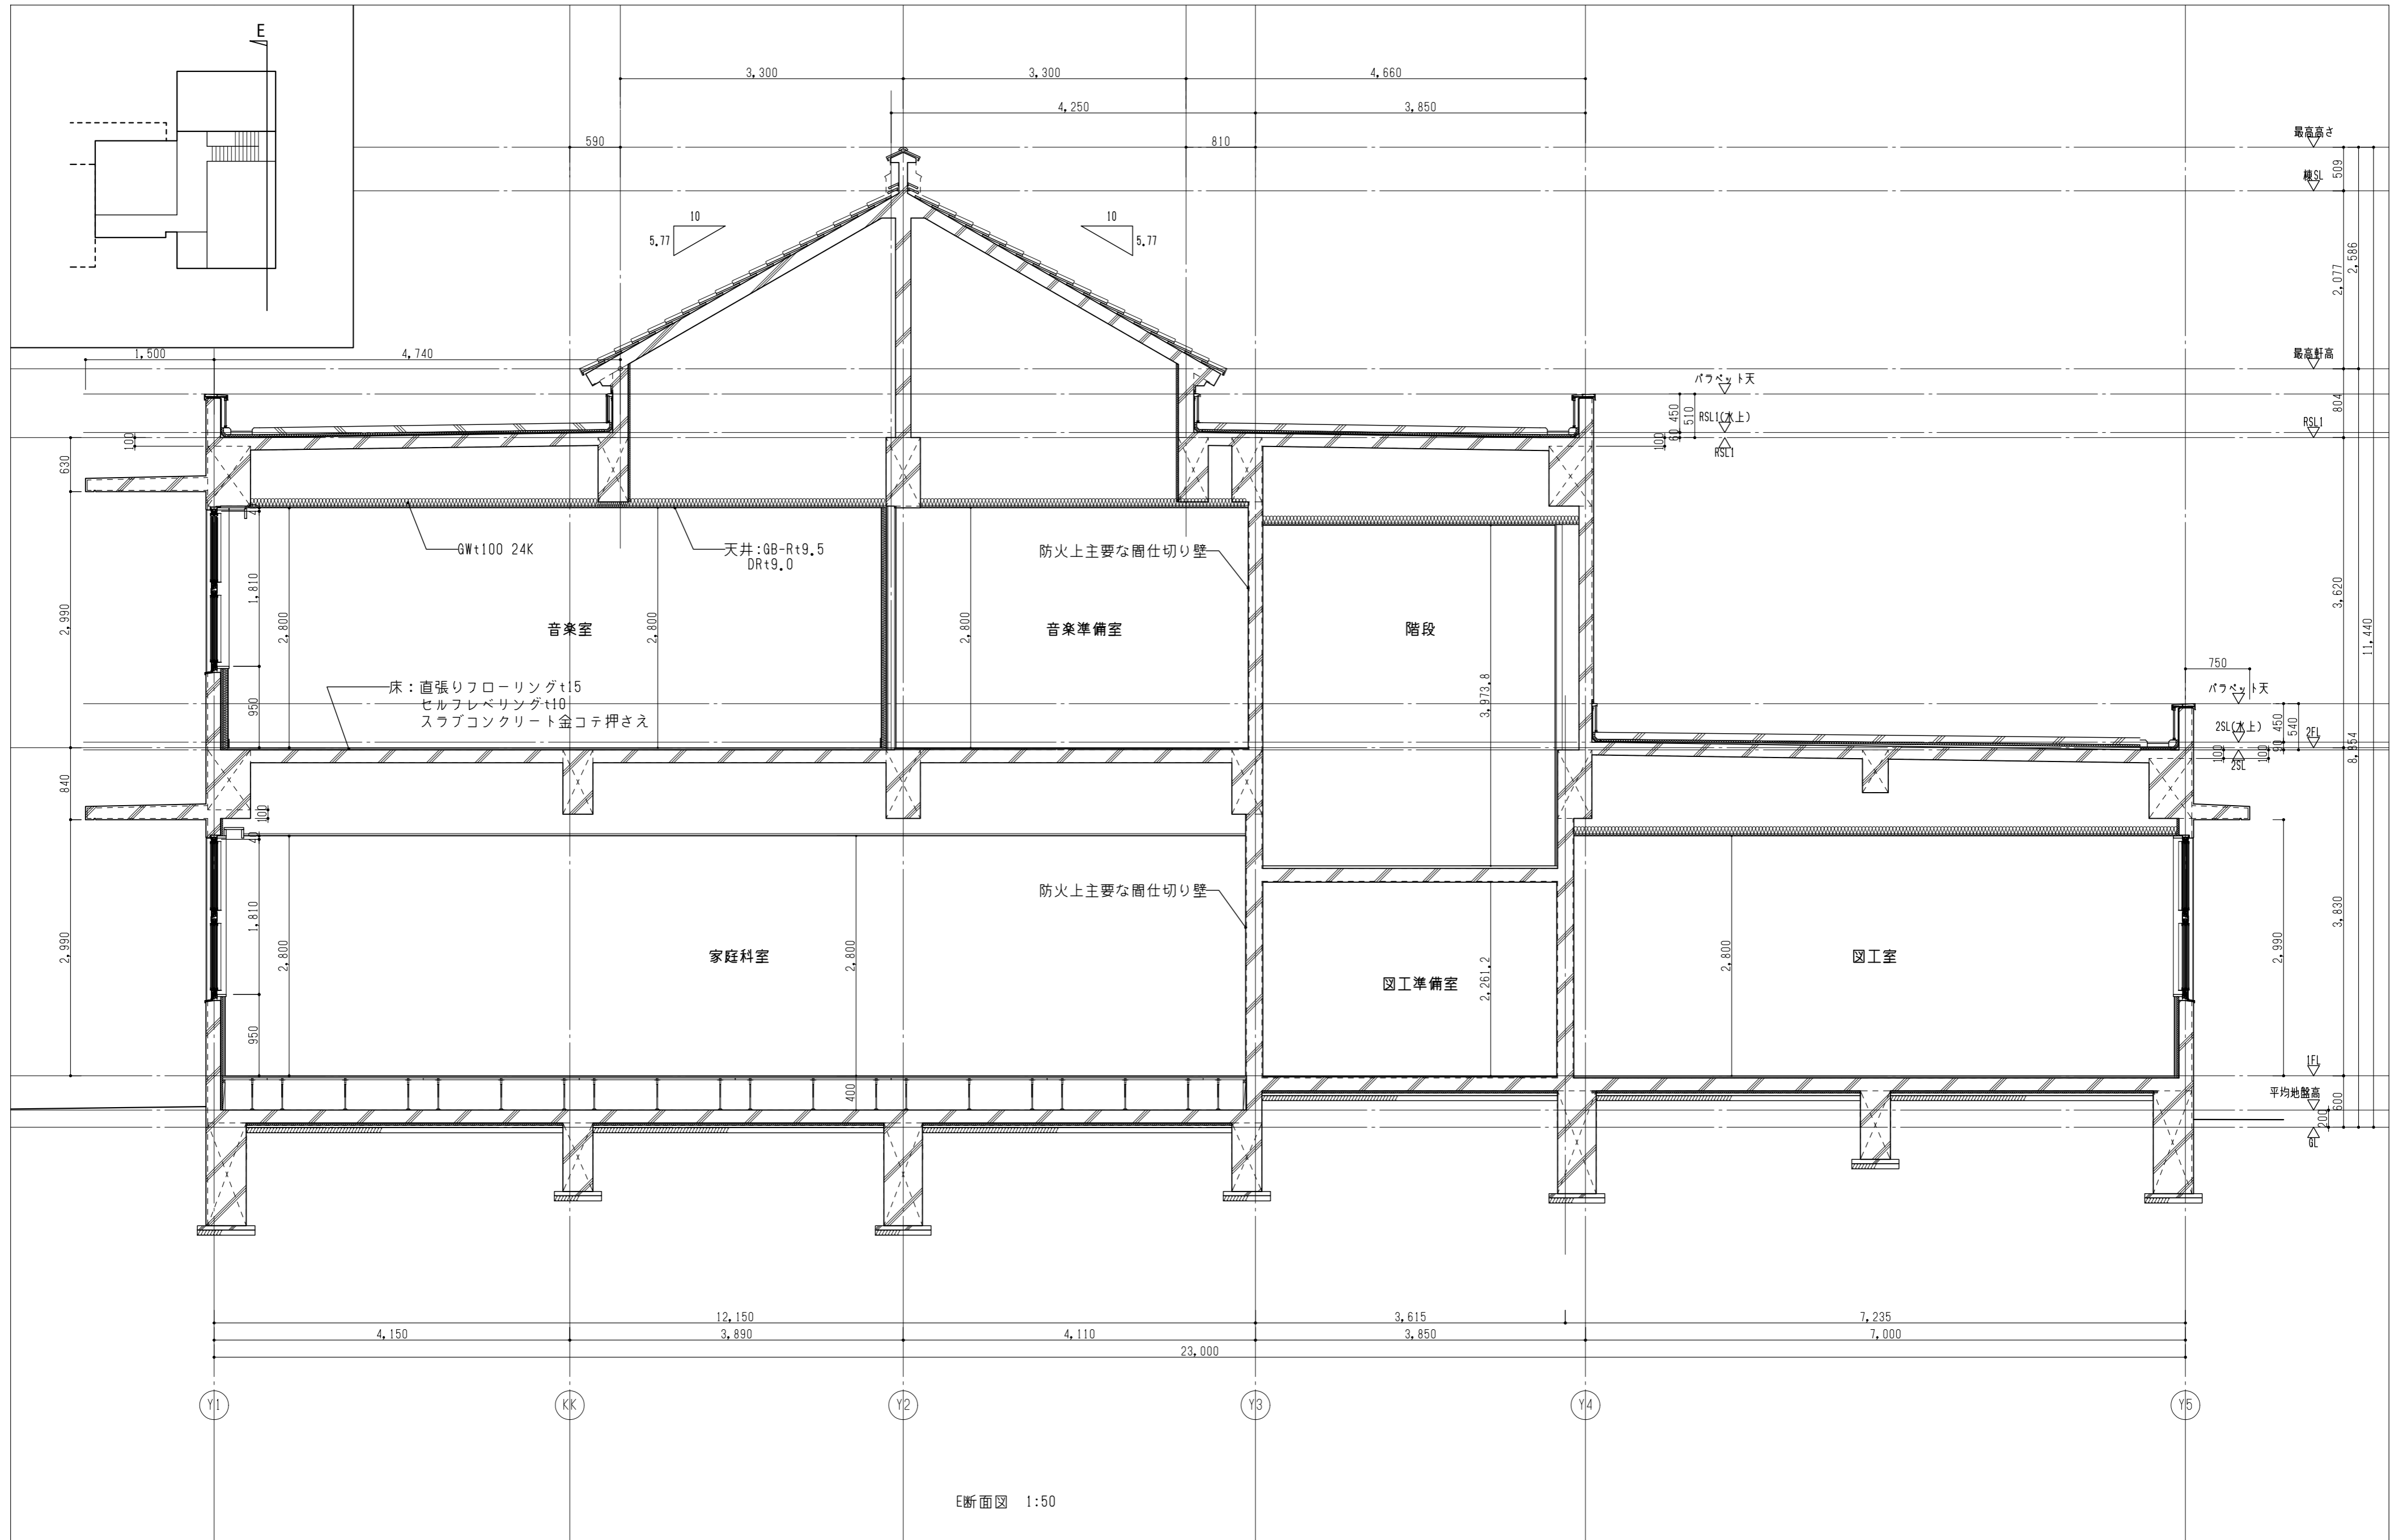 E
3,300
3,300
4,660
4,250
3,850
590
810
最高高さ
509
棟SL
10
5.77
10
5.77
2,077
2,586
1,500
4,740
最高軒高
パラペット天
450
510
RSL1(水上)
60
100
RSL1
804
RSL1
100
630
40
GWt100 24K
天井:GB-Rt9.5
DRt9.0
防火上主要な間仕切り壁
1,810
2,800
2,990
音楽室
2,800
2,800
音楽準備室
階段
3,973.8
3,620
11,440
750
床:直張りフローリングt15
セルフレベリングt10
スラブコンクリート金コテ押さえ
950
パラペット天
450
540
2SL(水上)
90
100
100
2SL
2FL
8,854
840
100
40
防火上主要な間仕切り壁
1,810
2,800
2,990
家庭科室
2,800
図工準備室
2,261.2
2,800
図工室
2,990
3,830
950
400
1FL
平均地盤高
600
200
GL
12,150
3,615
7,235
4,150
3,890
4,110
3,850
7,000
23,000
Y1
KK
Y2
Y3
Y4
Y5
E断面図 1:50